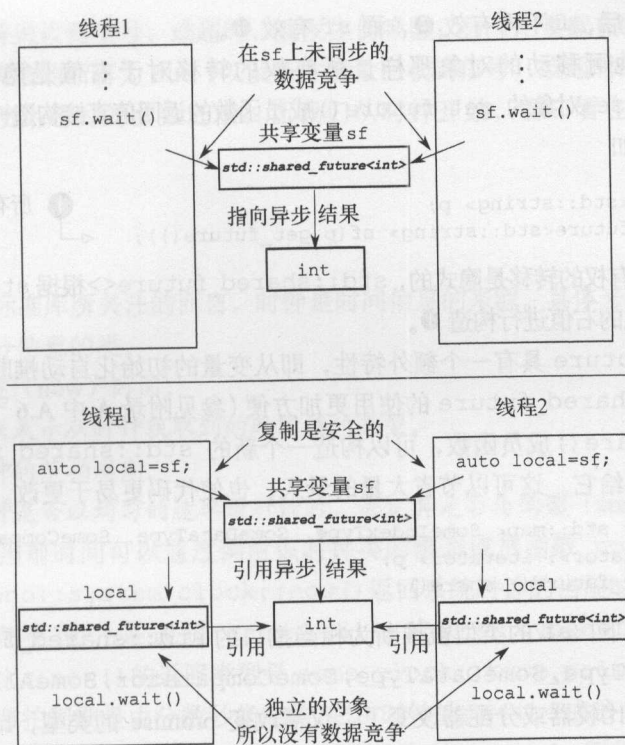 线程1
⋮
sf.wait()
在sf上未同步的
数据竞争
线程2
⋮
sf.wait()
共享变量sf
std::shared_future<int>
指向异步 结果
int
线程1
auto local=sf;
复制是安全的
线程2
auto local=sf;
共享变量sf
std::shared_future<int>
引用异步 结果
local
std::shared_future<int>
引用
int
引用
local
std::shared_future<int>
local.wait()
独立的对象
所以没有数据竞争
local.wait()